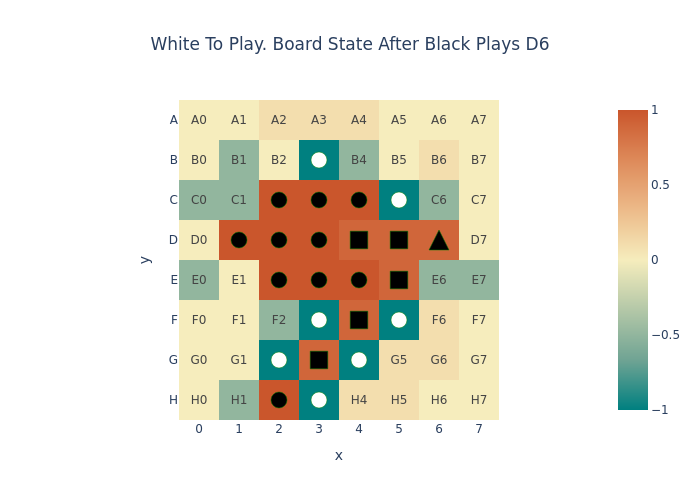 White To Play. Board State After Black Plays D6
A A0 A1 A2 A3 A4 A5 A6 A7
B B0 B1 B2 B4 B5 B6 B7
C C0 C1 C6 C7
D D0 D7
E E0 E1 E6 E7
F F0 F1 F2 F6 F7
G G0 G1 G5 G6 G7
H H0 H1 H4 H5 H6 H7
0 1 2 3 4 5 6 7
x
y
1
0.5
0
−0.5
−1